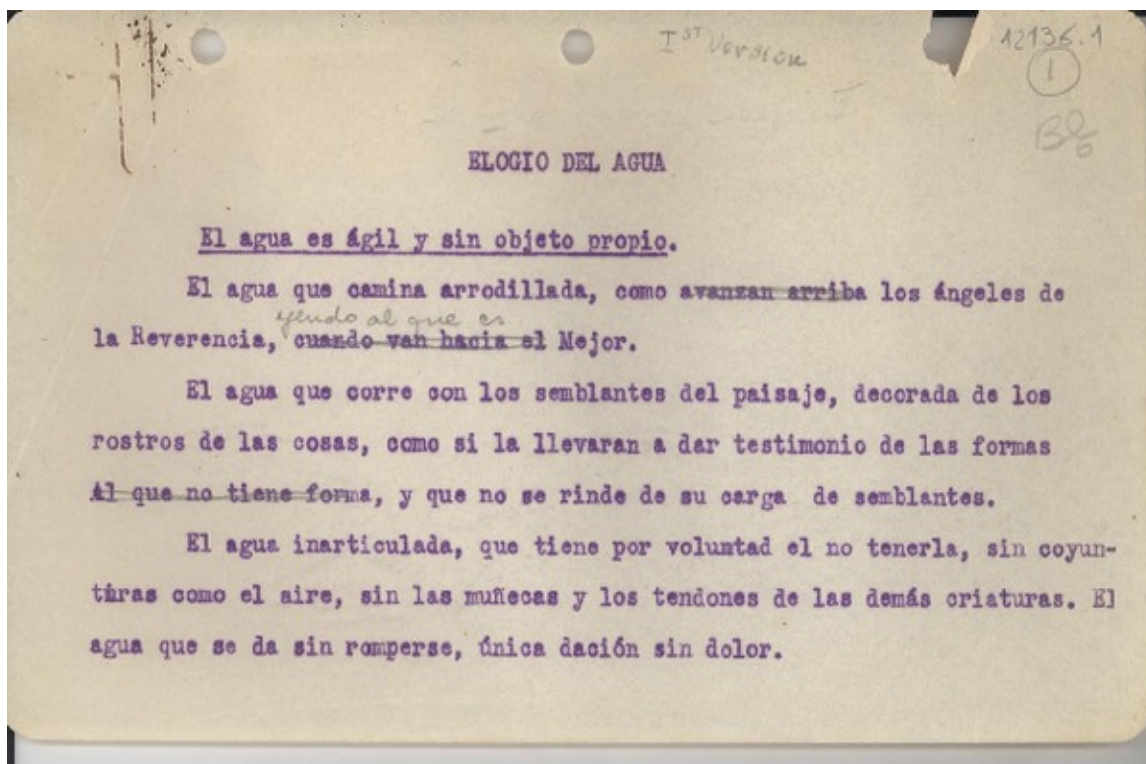 Iˢᵀ Version
12136.1
1
ELOGIO DEL AGUA
El agua es ágil y sin objeto propio.
El agua que camina arrodillada, como avanzan arriba los ángeles de
yendo al que es
la Reverencia, cuando van hacia el Mejor.
El agua que corre con los semblantes del paisaje, decorada de los
rostros de las cosas, como si la llevaran a dar testimonio de las formas
Al que no tiene forma, y que no se rinde de su carga de semblantes.
El agua inarticulada, que tiene por voluntad el no tenerla, sin coyun-
turas como el aire, sin las muñecas y los tendones de las demás criaturas. El
agua que se da sin romperse, única dación sin dolor.